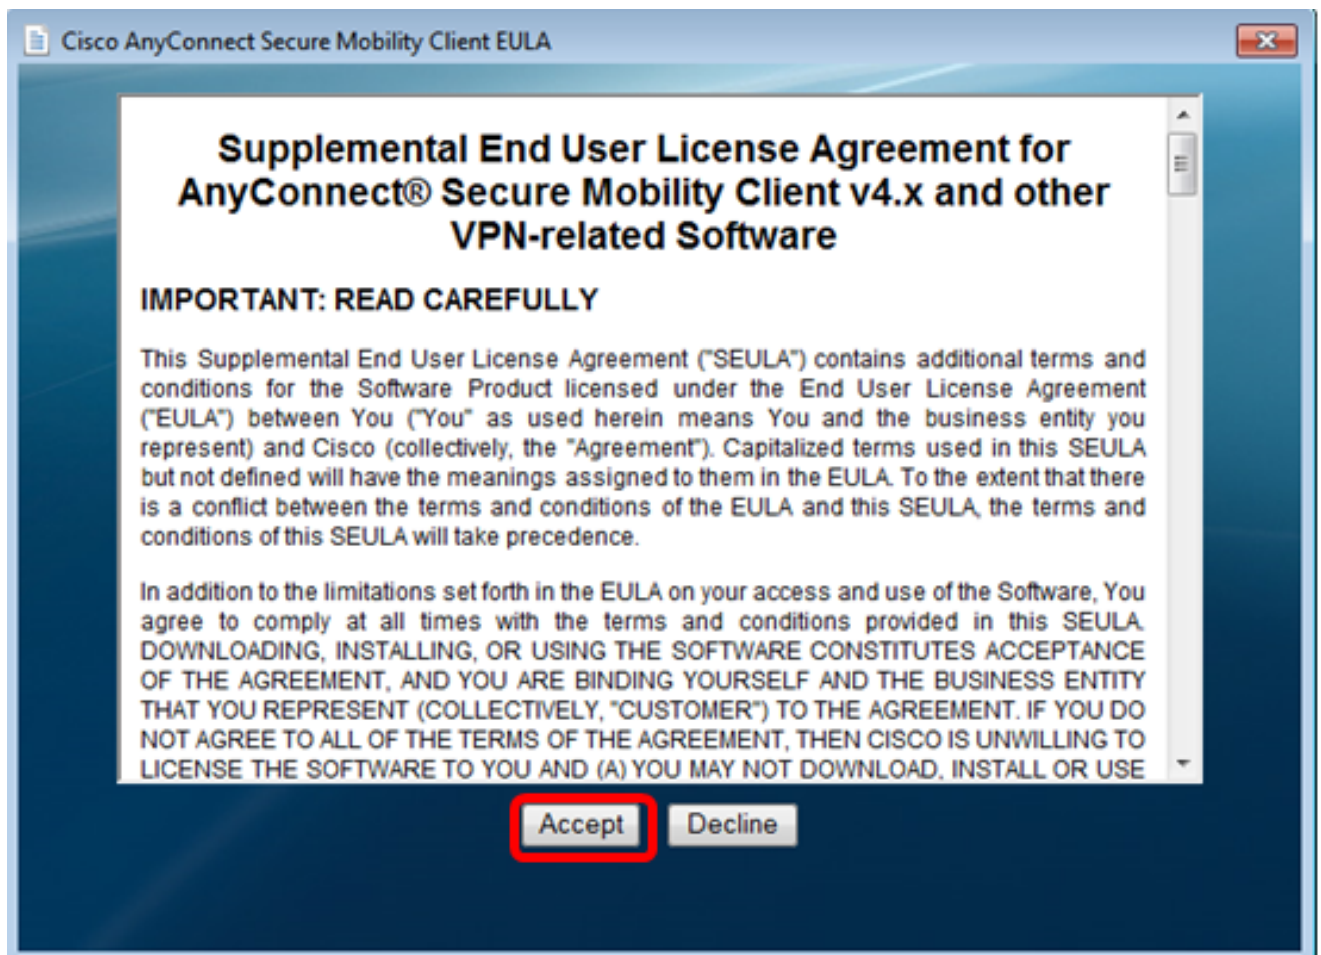 Cisco AnyConnect Secure Mobility Client EULA
Supplemental End User License Agreement for
AnyConnect® Secure Mobility Client v4.x and other
VPN-related Software
IMPORTANT: READ CAREFULLY
This Supplemental End User License Agreement ("SEULA") contains additional terms and
conditions for the Software Product licensed under the End User License Agreement
("EULA") between You ("You" as used herein means You and the business entity you
represent) and Cisco (collectively, the "Agreement"). Capitalized terms used in this SEULA
but not defined will have the meanings assigned to them in the EULA. To the extent that there
is a conflict between the terms and conditions of the EULA and this SEULA, the terms and
conditions of this SEULA will take precedence.
In addition to the limitations set forth in the EULA on your access and use of the Software, You
agree to comply at all times with the terms and conditions provided in this SEULA.
DOWNLOADING, INSTALLING, OR USING THE SOFTWARE CONSTITUTES ACCEPTANCE
OF THE AGREEMENT, AND YOU ARE BINDING YOURSELF AND THE BUSINESS ENTITY
THAT YOU REPRESENT (COLLECTIVELY, "CUSTOMER") TO THE AGREEMENT. IF YOU DO
NOT AGREE TO ALL OF THE TERMS OF THE AGREEMENT, THEN CISCO IS UNWILLING TO
LICENSE THE SOFTWARE TO YOU AND (A) YOU MAY NOT DOWNLOAD, INSTALL OR USE
Accept Decline